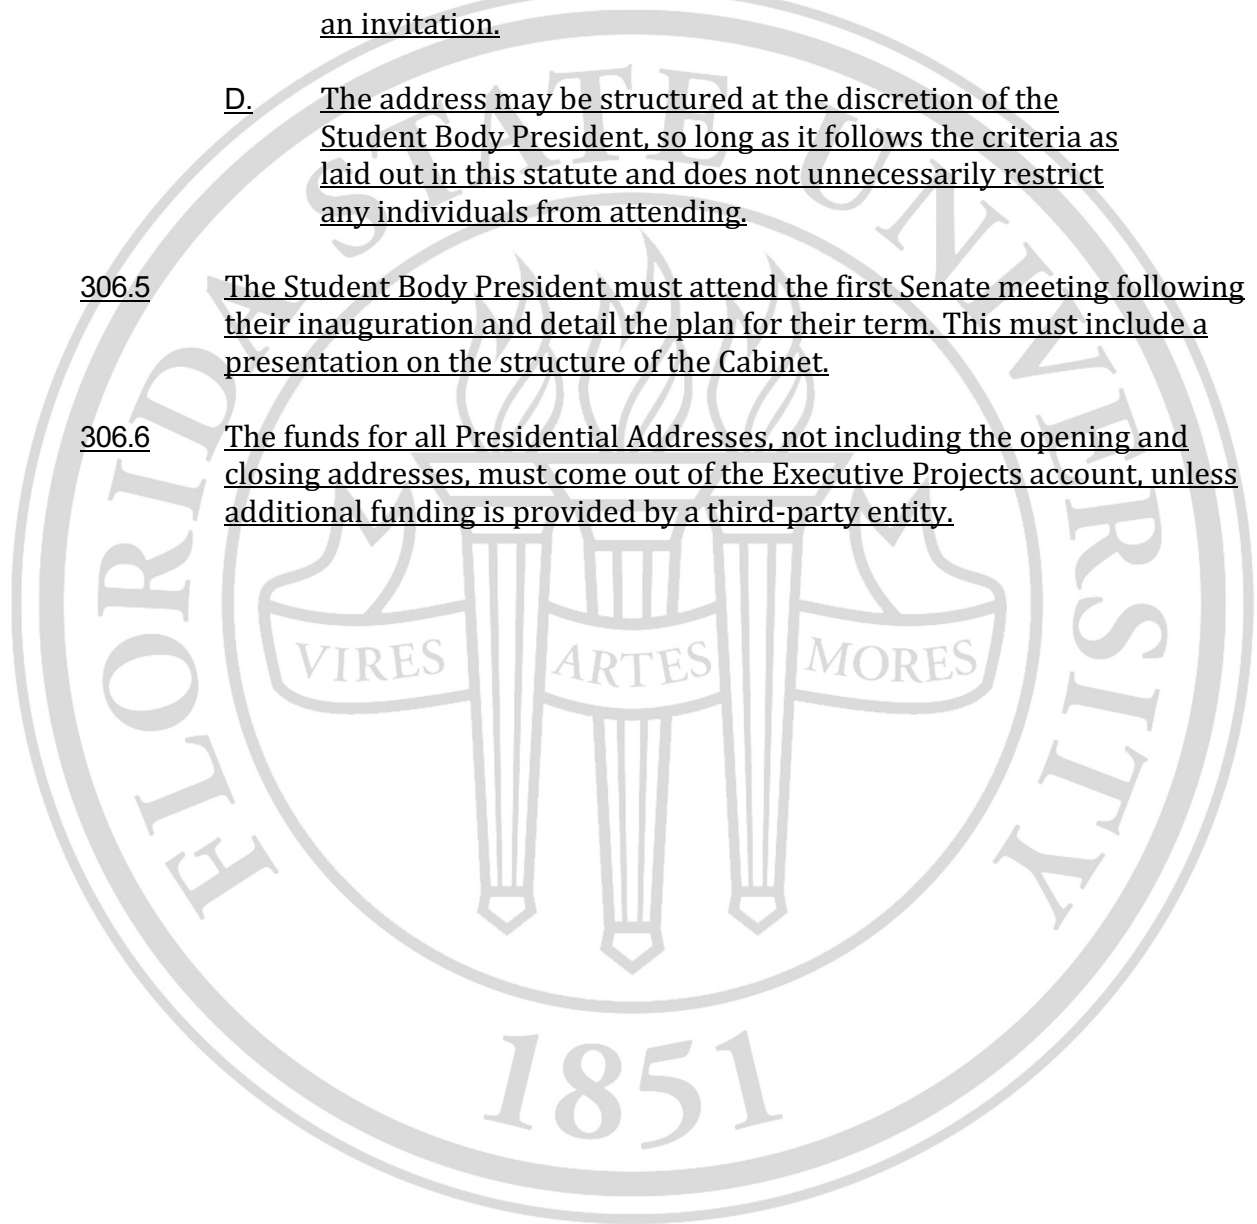 an invitation.
D. The address may be structured at the discretion of the
Student Body President, so long as it follows the criteria as
laid out in this statute and does not unnecessarily restrict
any individuals from attending.
306.5 The Student Body President must attend the first Senate meeting following
their inauguration and detail the plan for their term. This must include a
presentation on the structure of the Cabinet.
306.6 The funds for all Presidential Addresses, not including the opening and
closing addresses, must come out of the Executive Projects account, unless
additional funding is provided by a third-party entity.
FLORIDA STATE UNIVERSITY
VIRES ARTES MORES
1851